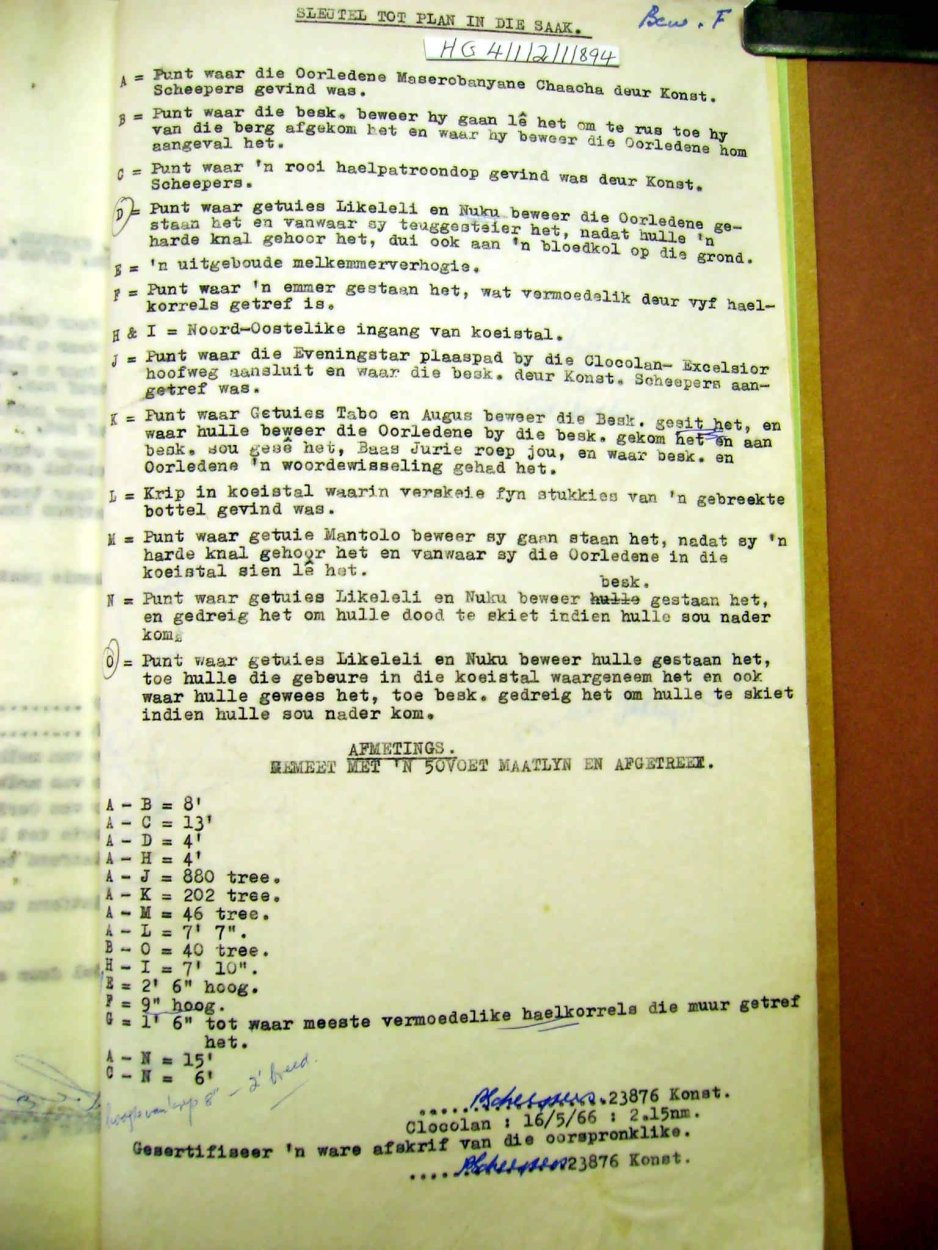 SLEUTEL TOT PLAN IN DIE SAAK.
Bew. F
HG 4/1/2/1/1894
A = Punt waar die Oorledene Maserobanyane Chaacha deur Konst.
Scheepers gevind was.
B = Punt waar die besk. beweer hy gaan lê het om te rus toe hy
van die berg afgekom het en waar hy beweer die Oorledene hom
aangeval het.
C = Punt waar 'n rooi haelpatroondop gevind was deur Konst.
Scheepers.
D = Punt waar getuies Likeleli en Nuku beweer die Oorledene ge-
staan het en vanwaar sy teuggesteier het, nadat hulle 'n
harde knal gehoor het, dui ook aan 'n bloedkol op die grond.
E = 'n uitgeboude melkemmerverhogie.
F = Punt waar 'n emmer gestaan het, wat vermoedelik deur vyf hael-
korrels getref is.
H & I = Noord-Oostelike ingang van koeistal.
J = Punt waar die Eveningstar plaaspad by die Clocolan- Excelsior
hoofweg aansluit en waar die besk. deur Konst. Scheepers aan-
getref was.
K = Punt waar Getuies Tabo en Augus beweer die Besk. gesit het, en
waar hulle beweer die Oorledene by die besk. gekom het en aan
besk. sou gesê het, Baas Jurie roep jou, en waar besk. en
Oorledene 'n woordewisseling gehad het.
L = Krip in koeistal waarin verskeie fyn stukkies van 'n gebreekte
bottel gevind was.
M = Punt waar getuie Mantolo beweer sy gaan staan het, nadat sy 'n
harde knal gehoor het en vanwaar sy die Oorledene in die
koeistal sien lê het.
besk.
N = Punt waar getuies Likeleli en Nuku beweer hulle gestaan het,
en gedreig het om hulle dood te skiet indien hulle sou nader
kom.
O = Punt waar getuies Likeleli en Nuku beweer hulle gestaan het,
toe hulle die gebeure in die koeistal waargeneem het en ook
waar hulle gewees het, toe besk. gedreig het om hulle te skiet
indien hulle sou nader kom.
AFMETINGS.
GEMEET MET 'N 50VOET MAATLYN EN AFGETREE.
A - B = 8'
A - C = 13'
A - D = 4'
A - H = 4'
A - J = 880 tree.
A - K = 202 tree.
A - M = 46 tree.
A - L = 7' 7".
B - O = 40 tree.
H - I = 7' 10".
E = 2' 6" hoog.
F = 9" hoog.
G = 1' 6" tot waar meeste vermoedelike haelkorrels die muur getref
het.
A - N = 15'
C - N = 6'
hoogte van krip 8" - 2' breed.
..... PScheepers.23876 Konst.
Clocolan : 16/5/66 : 2.15nm.
Gesertifiseer 'n ware afskrif van die oorspronklike.
.... PScheepers 23876 Konst.